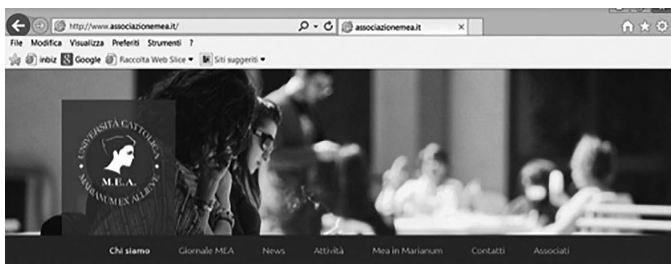 http://www.associazionemea.it/
associazionemea.it
File Modifica Visualizza Preferiti Strumenti ?
inbiz Google Raccolta Web Slice Siti suggeriti
UNIVERSITÀ CATTOLICA
M.E.A.
MARIANUM EX ALLIEVE
Chi siamo Giornale MEA News Attività Mea in Marianum Contatti Associati